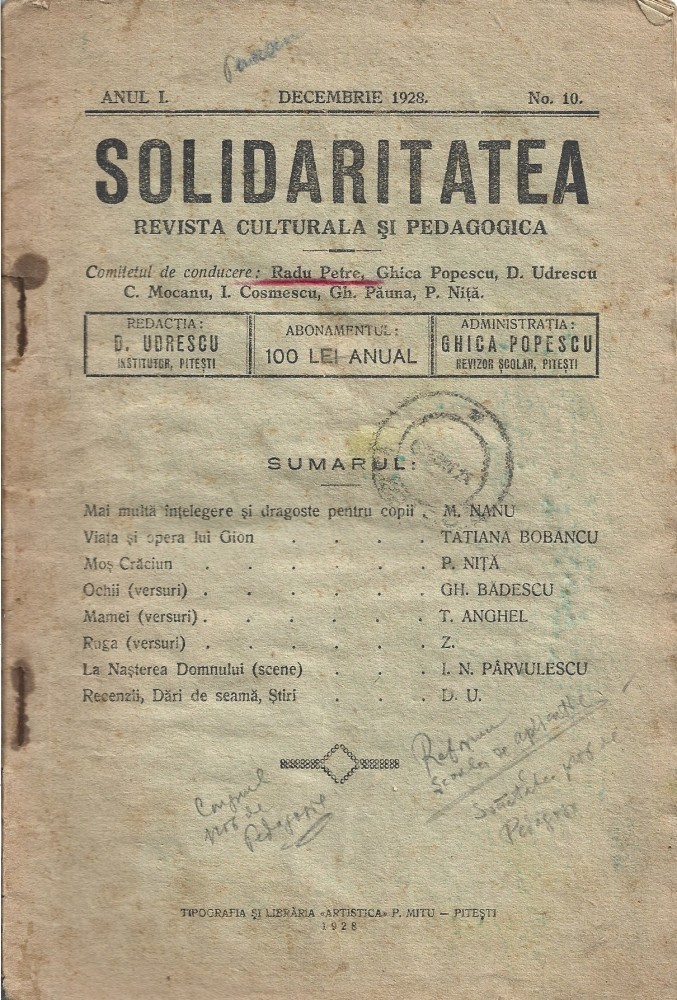 ANUL I. DECEMBRIE 1928. No. 10.
SOLIDARITATEA
REVISTA CULTURALA ȘI PEDAGOGICA
Comitetul de conducere: Radu Petre, Ghica Popescu, D. Udrescu
C. Mocanu, I. Cosmescu, Gh. Păuna, P. Niță.
REDACȚIA:
D. UDRESCU
INSTITUTOR, PITEȘTI
ABONAMENTUL:
100 LEI ANUAL
ADMINISTRAȚIA:
GHICA POPESCU
REVIZOR ȘCOLAR, PITEȘTI
SUMARUL:
Mai multă înțelegere și dragoste pentru copii . M. NANU
Viața și opera lui Gion . . . . TATIANA BOBANCU
Moș Crăciun . . . . . . P. NIȚĂ
Ochii (versuri) . . . . . . GH. BĂDESCU
Mamei (versuri) . . . . . . T. ANGHEL
Ruga (versuri) . . . . . . Z.
La Nașterea Domnului (scene) . . . I. N. PÂRVULESCU
Recenzii, Dări de seamă, Știri . . . D. U.
de
Pedagogie
TIPOGRAFIA ȘI LIBRĂRIA «ARTISTICA» P. MITU — PITEȘTI
1928